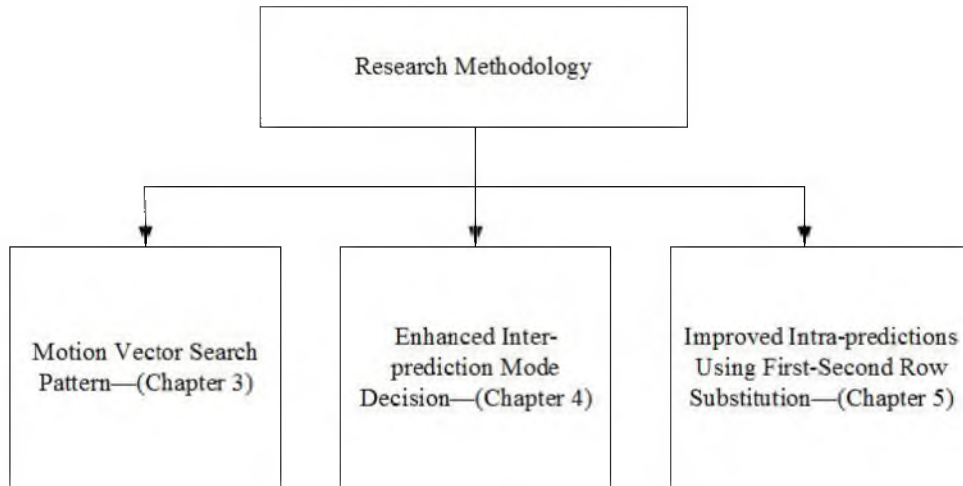 Research Methodology
Motion Vector Search
Pattern—(Chapter 3)
Enhanced Inter-
prediction Mode
Decision—(Chapter 4)
Improved Intra-predictions
Using First-Second Row
Substitution—(Chapter 5)